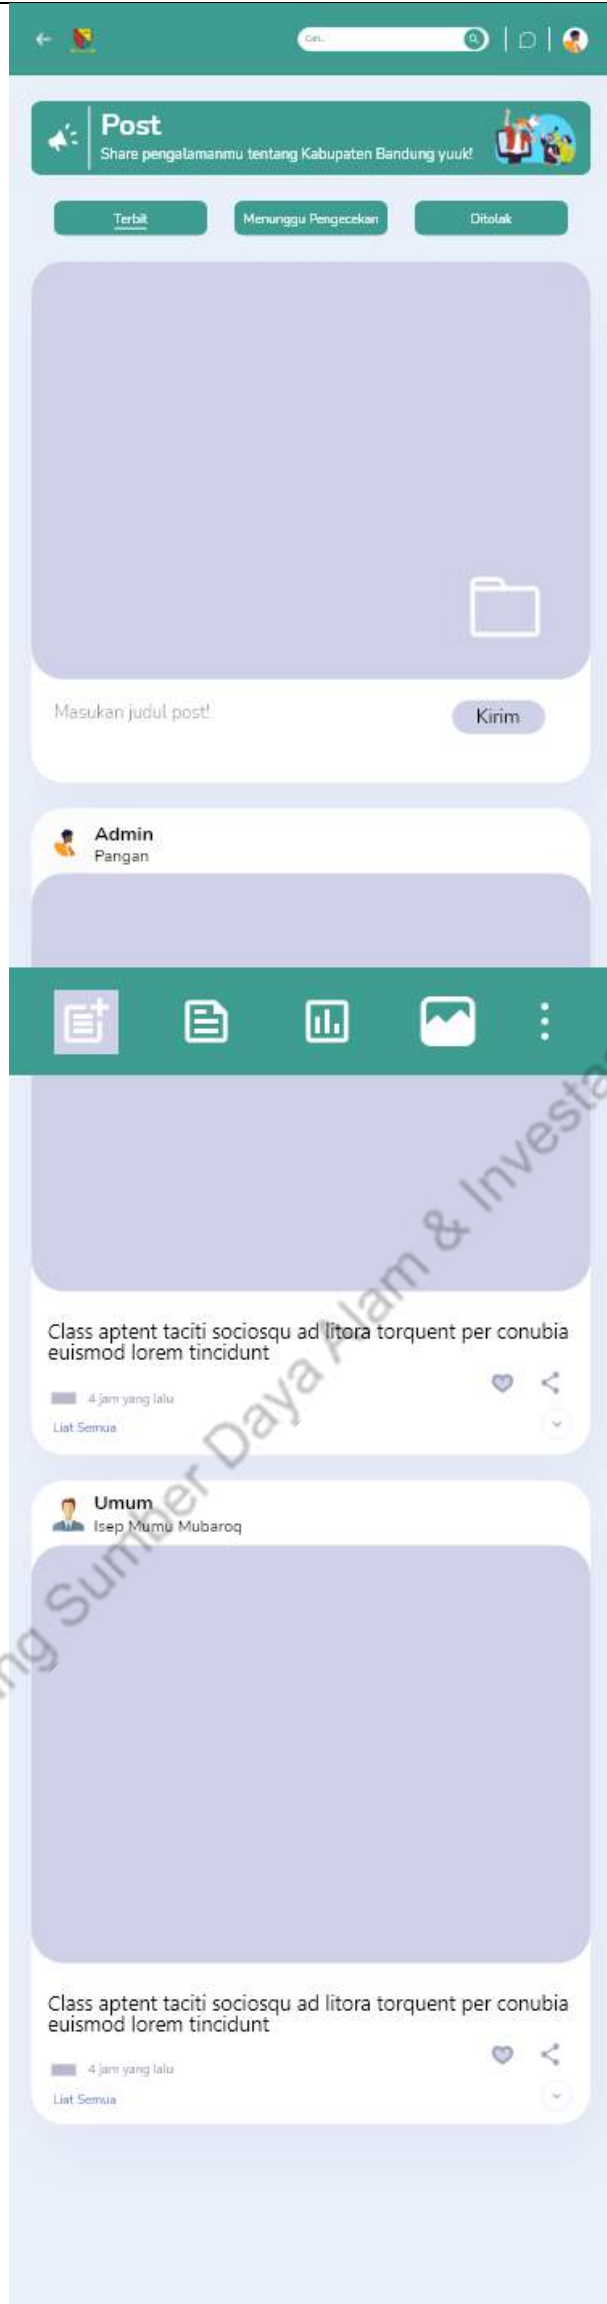 Cari..
Post
Share pengalamanmu tentang Kabupaten Bandung yuuk!
Terbit
Menunggu Pengecekan
Ditolak
Masukan judul post!
Kirim
Admin
Pangan
Class aptent taciti sociosqu ad litora torquent per conubia
euismod lorem tincidunt
4 jam yang lalu
Liat Semua
Umum
Isep Mumu Mubaroq
Class aptent taciti sociosqu ad litora torquent per conubia
euismod lorem tincidunt
4 jam yang lalu
Liat Semua
Sumber Daya Alam &